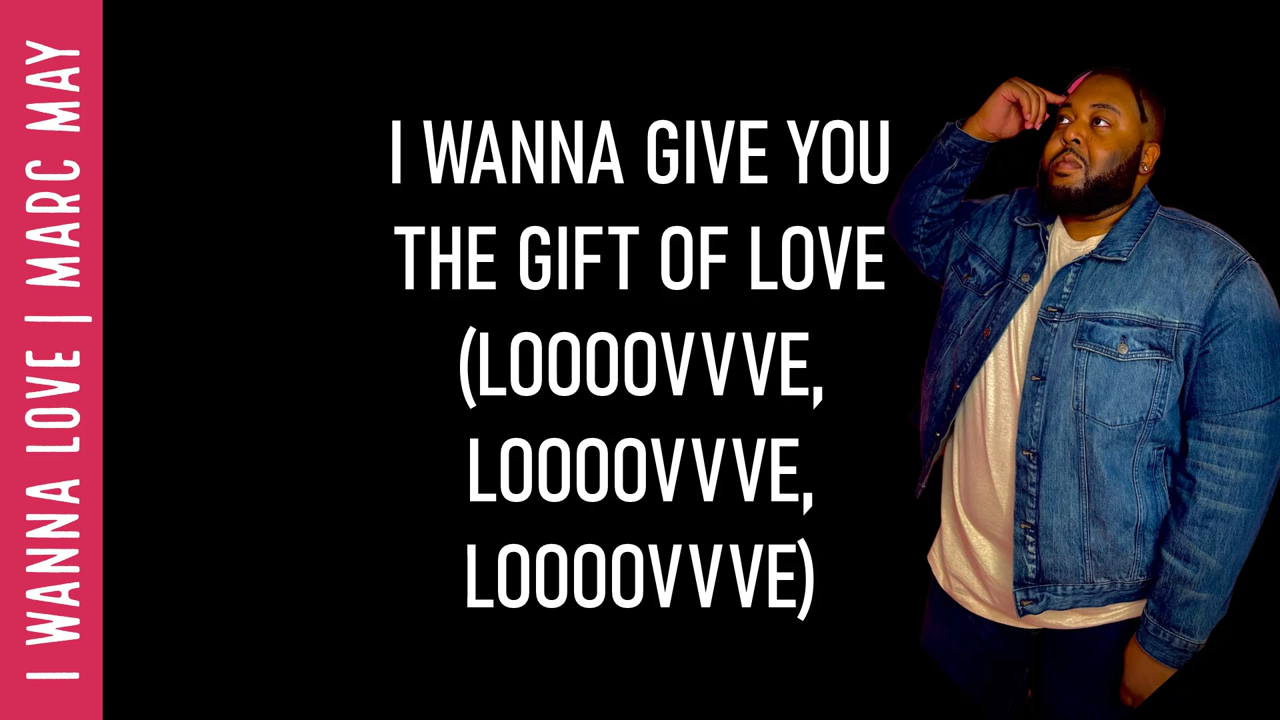 I WANNA LOVE | MARC MAY
I WANNA GIVE YOU
THE GIFT OF LOVE
(LOOOOVVVE,
LOOOOVVVE,
LOOOOVVVE)